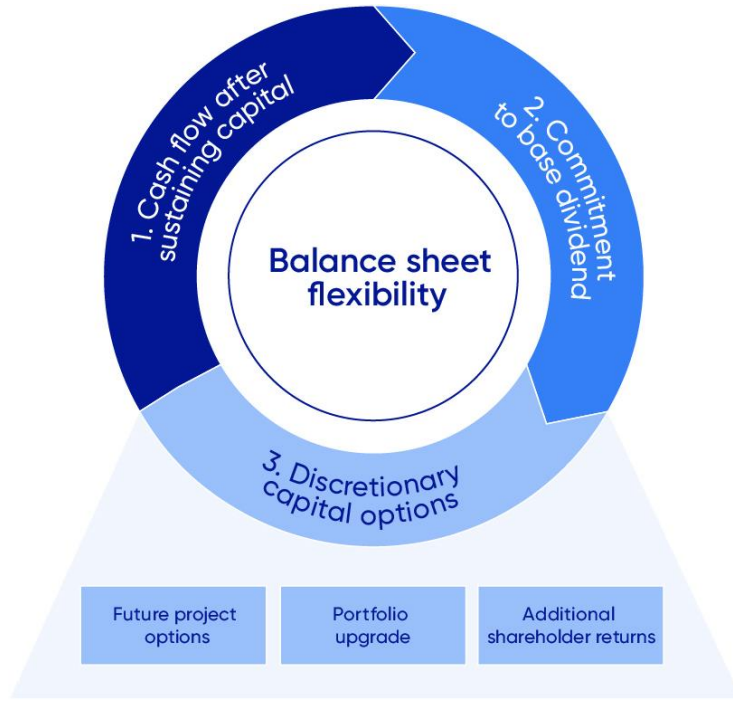 1. Cash flow after
sustaining capital
2. Commitment
to base dividend
Balance sheet
flexibility
3. Discretionary
capital options
Future project
options
Portfolio
upgrade
Additional
shareholder returns